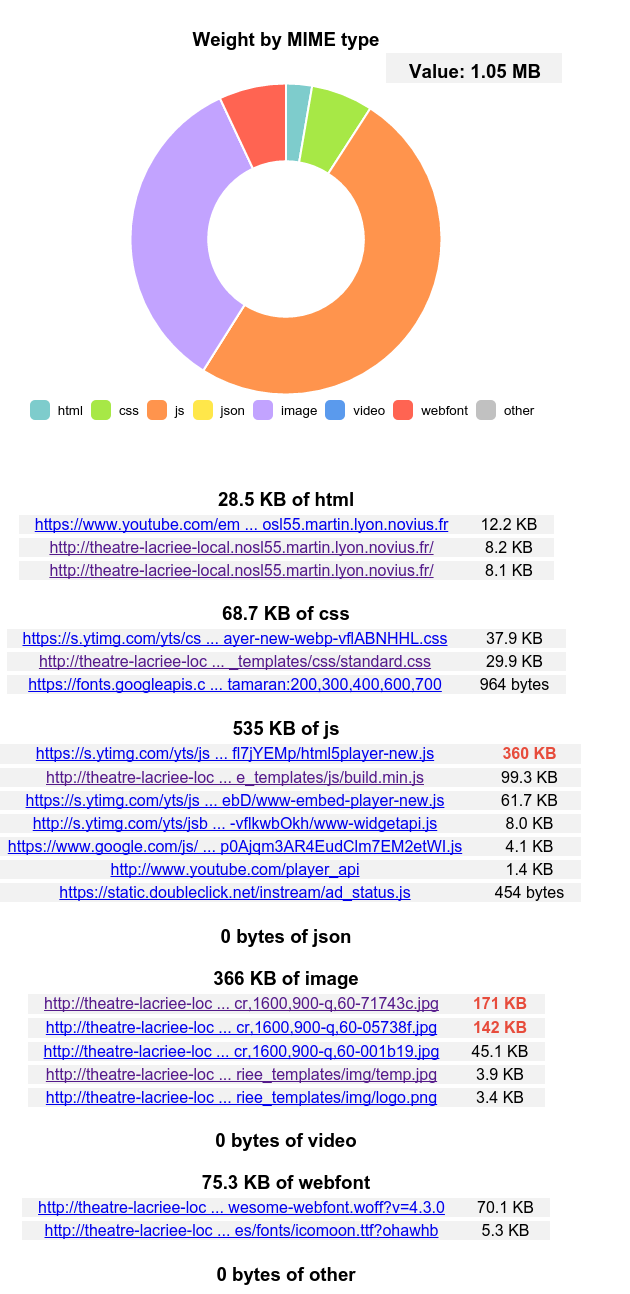 Weight by MIME type
Value: 1.05 MB
html css js json image video webfont other
28.5 KB of html
https://www.youtube.com/em ... osl55.martin.lyon.novius.fr 12.2 KB
http://theatre-lacriee-local.nosl55.martin.lyon.novius.fr/ 8.2 KB
http://theatre-lacriee-local.nosl55.martin.lyon.novius.fr/ 8.1 KB
68.7 KB of css
https://s.ytimg.com/yts/cs ... ayer-new-webp-vflABNHHL.css 37.9 KB
http://theatre-lacriee-loc ... _templates/css/standard.css 29.9 KB
https://fonts.googleapis.c ... tamaran:200,300,400,600,700 964 bytes
535 KB of js
https://s.ytimg.com/yts/js ... fl7jYEMp/html5player-new.js 360 KB
http://theatre-lacriee-loc ... e_templates/js/build.min.js 99.3 KB
https://s.ytimg.com/yts/js ... ebD/www-embed-player-new.js 61.7 KB
http://s.ytimg.com/yts/jsb ... -vflkwbOkh/www-widgetapi.js 8.0 KB
https://www.google.com/js/ ... p0Ajqm3AR4EudClm7EM2etWI.js 4.1 KB
http://www.youtube.com/player_api 1.4 KB
https://static.doubleclick.net/instream/ad_status.js 454 bytes
0 bytes of json
366 KB of image
http://theatre-lacriee-loc ... cr,1600,900-q,60-71743c.jpg 171 KB
http://theatre-lacriee-loc ... cr,1600,900-q,60-05738f.jpg 142 KB
http://theatre-lacriee-loc ... cr,1600,900-q,60-001b19.jpg 45.1 KB
http://theatre-lacriee-loc ... riee_templates/img/temp.jpg 3.9 KB
http://theatre-lacriee-loc ... riee_templates/img/logo.png 3.4 KB
0 bytes of video
75.3 KB of webfont
http://theatre-lacriee-loc ... wesome-webfont.woff?v=4.3.0 70.1 KB
http://theatre-lacriee-loc ... es/fonts/icomoon.ttf?ohawhb 5.3 KB
0 bytes of other